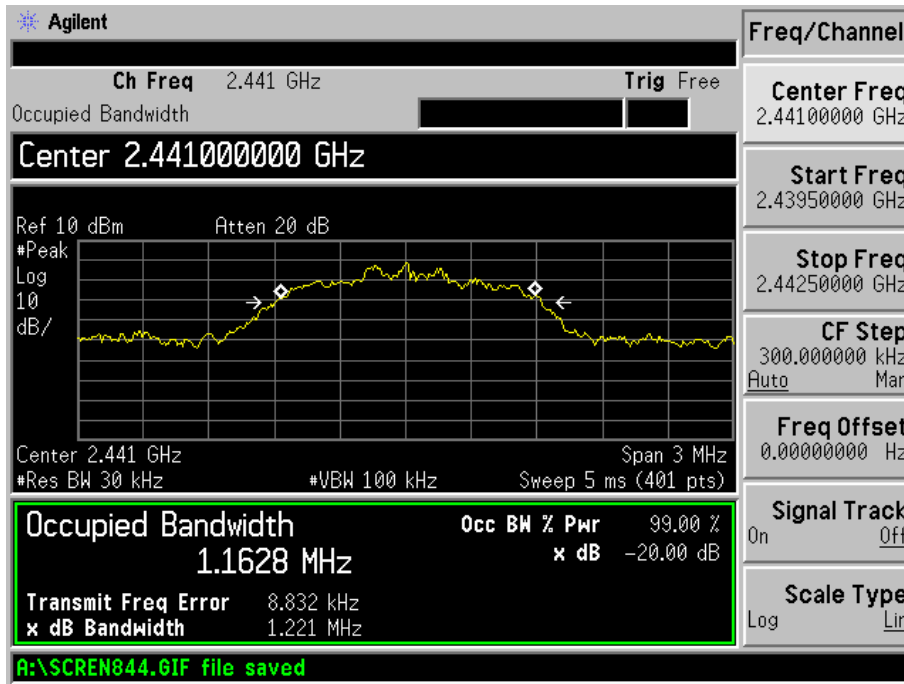 Agilent
Freq/Channel
Ch Freq 2.441 GHz Trig Free
Occupied Bandwidth
Center 2.441000000 GHz
Ref 10 dBm Atten 20 dB
#Peak
Log
10
dB/
Center 2.441 GHz Span 3 MHz
#Res BW 30 kHz #VBW 100 kHz Sweep 5 ms (401 pts)
Occupied Bandwidth
1.1628 MHz
Occ BW % Pwr 99.00 %
x dB -20.00 dB
Transmit Freq Error 8.832 kHz
x dB Bandwidth 1.221 MHz
A:\SCREN844.GIF file saved
Center Freq
2.44100000 GHz
Start Freq
2.43950000 GHz
Stop Freq
2.44250000 GHz
CF Step
300.000000 kHz
Auto Man
Freq Offset
0.00000000 Hz
Signal Track
On Off
Scale Type
Log Lin